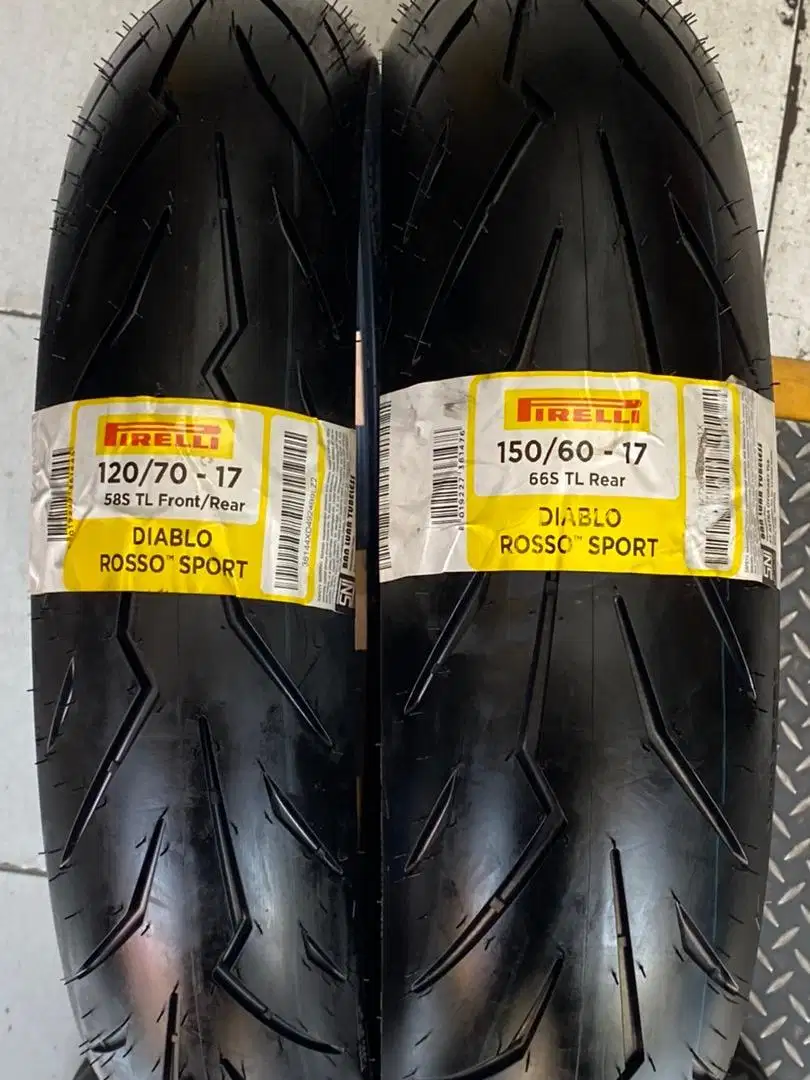 PIRELLI
120/70 - 17
58S TL Front/Rear
DIABLO
ROSSO™ SPORT
PIRELLI
150/60 - 17
66S TL Rear
DIABLO
ROSSO™ SPORT